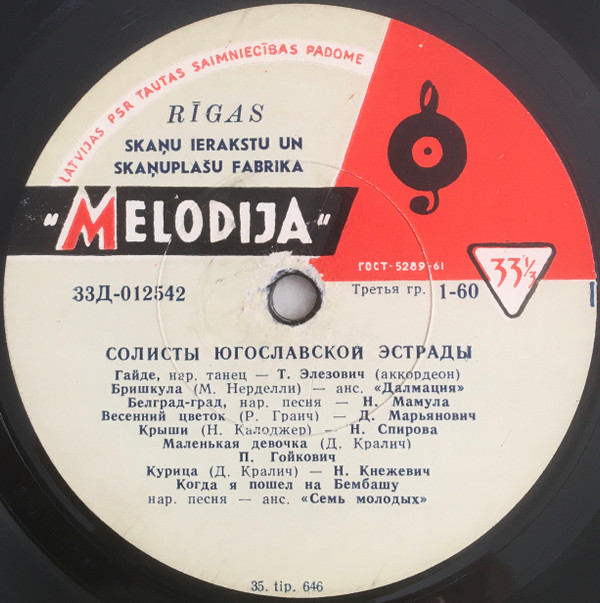 LATVIJAS PSR TAUTAS SAIMNIECĪBAS PADOME
RĪGAS
SKAŅU IERAKSTU UN
SKAŅUPLAŠU FABRIKA
"MELODIJA"
ГОСТ-5289-61
33 1/3
33Д-012542
Третья гр. 1-60
СОЛИСТЫ ЮГОСЛАВСКОЙ ЭСТРАДЫ
Гайде, нар. танец — Т. Элезович (аккордеон)
Бришкула (М. Нерделли) — анс. «Далмация»
Белград-град, нар. песня — Н. Мамула
Весенний цветок (Р. Граич) — Д. Марьянович
Крыши (Н. Калоджер) — Н. Спирова
Маленькая девочка (Д. Кралич)
П. Гойкович
Курица (Д. Кралич) — Н. Кнежевич
Когда я пошел на Бембашу
нар. песня — анс. «Семь молодых»
35. tip. 646